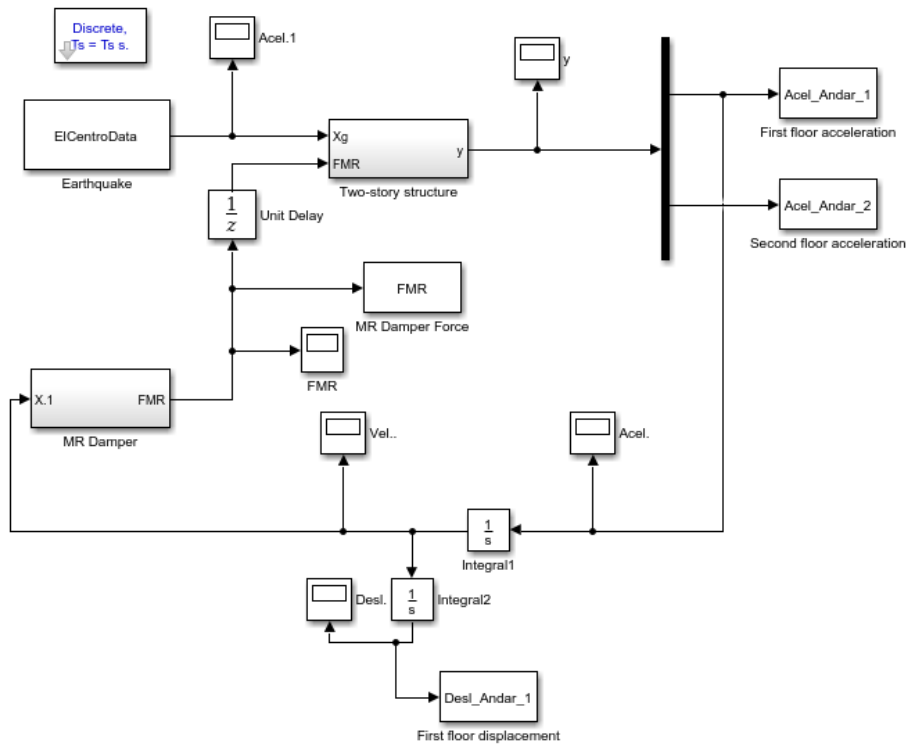 Discrete,
Ts = Ts s.
Acel.1
y
ElCentroData
Earthquake
Xg
FMR
y
Two-story structure
Acel_Andar_1
First floor acceleration
Acel_Andar_2
Second floor acceleration
1
z
Unit Delay
FMR
MR Damper Force
FMR
X.1
FMR
MR Damper
Vel..
Acel.
1
s
Integral1
Desl.
1
s
Integral2
Desl_Andar_1
First floor displacement